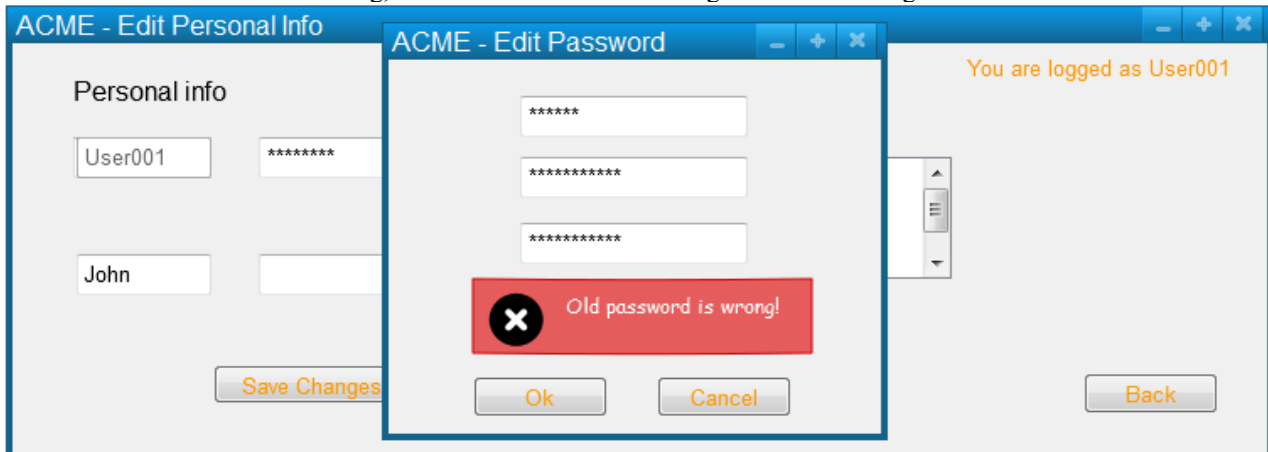 ACME - Edit Personal Info
ACME - Edit Password
You are logged as User001
Personal info
******
User001
********
***********
***********
John
Old password is wrong!
Save Changes
Ok
Cancel
Back